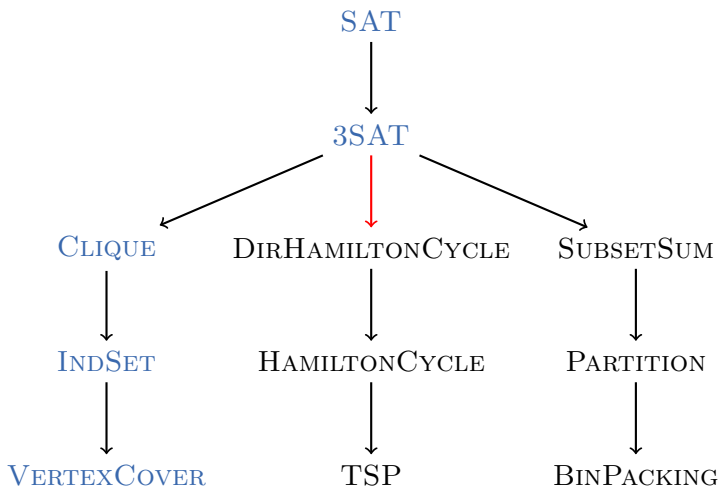 SAT
3SAT
CLIQUE
DIRHAMILTONCYCLE
SUBSETSUM
INDSET
HAMILTONCYCLE
PARTITION
VERTEXCOVER
TSP
BINPACKING